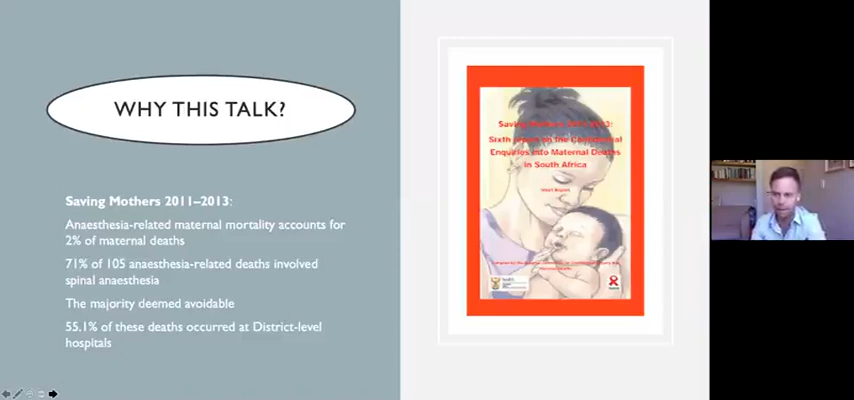 WHY THIS TALK?
Saving Mothers 2011–2013:
Anaesthesia-related maternal mortality accounts for
2% of maternal deaths
71% of 105 anaesthesia-related deaths involved
spinal anaesthesia
The majority deemed avoidable
55.1% of these deaths occurred at District-level
hospitals
Saving Mothers 2011-2013:
Sixth report on the Confidential
Enquiries into Maternal Deaths
in South Africa